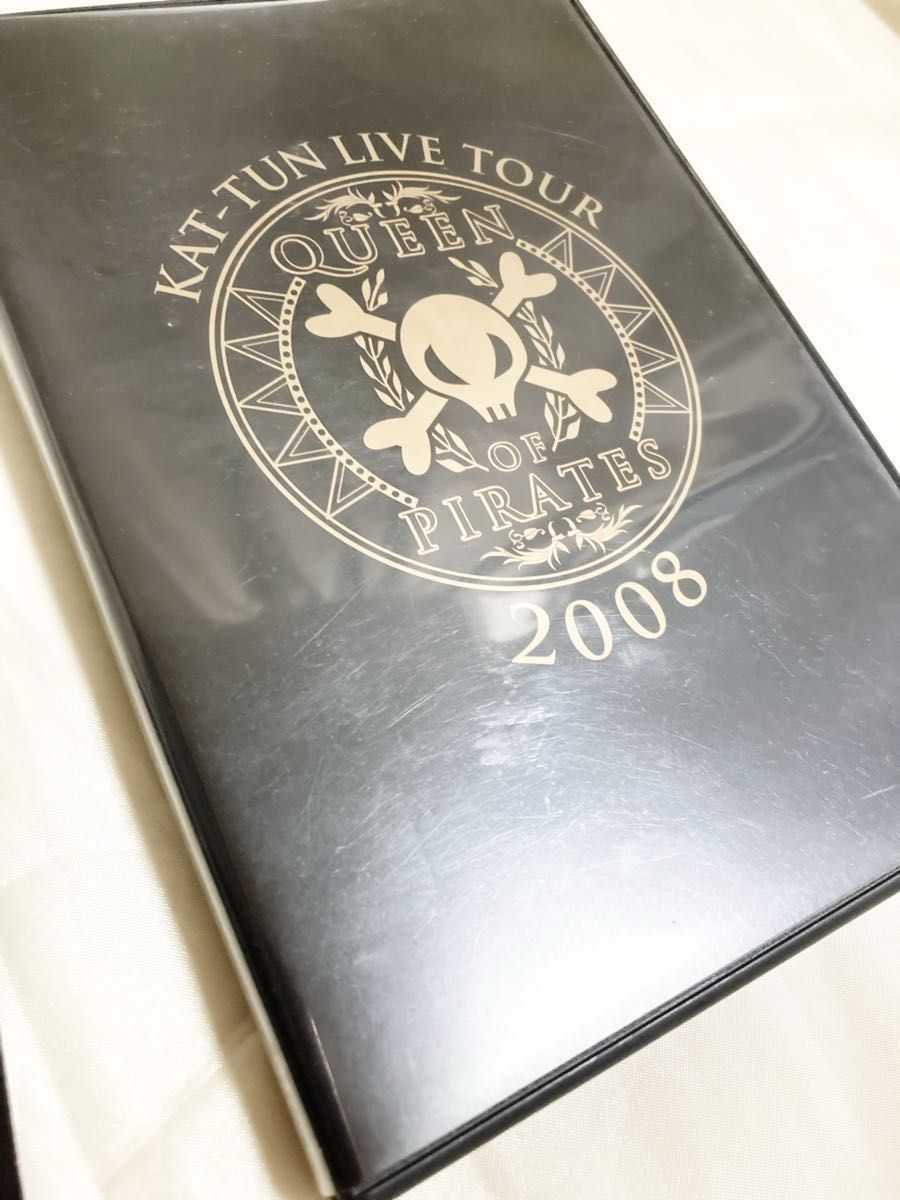 KAT-TUN LIVE TOUR
QUEEN
OF
PIRATES
2008